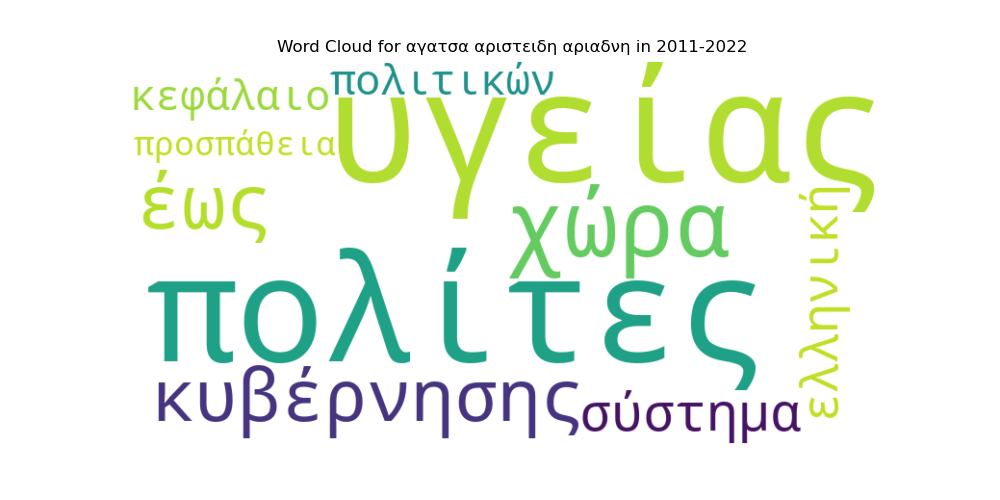 Word Cloud for αγατσα αριστειδη αριαδνη in 2011-2022
πολιτικών
κεφάλαιο
υγείας
προσπάθεια
έως
χώρα
ελληνική
πολίτες
κυβέρνησης
σύστημα